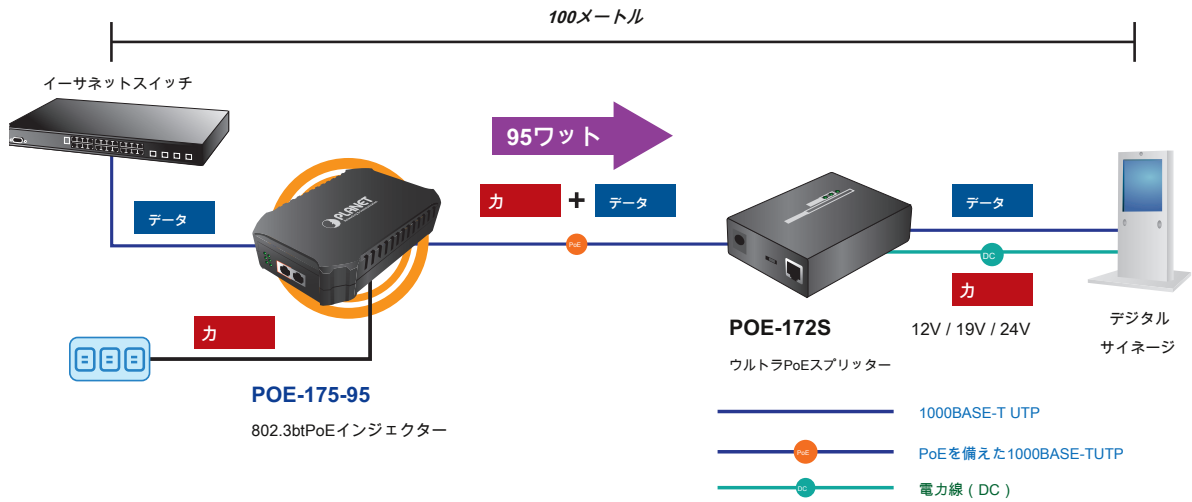 100メートル
イーサネットスイッチ
95ワット
力 + データ
データ
データ
PLANET
PoE
DC
力
力
POE-172S
12V / 19V / 24V
ウルトラPoEスプリッター
デジタル
サイネージ
POE-175-95
802.3btPoEインジェクター
1000BASE-T UTP
PoE
PoEを備えた1000BASE-TUTP
DC
電力線 ( DC )